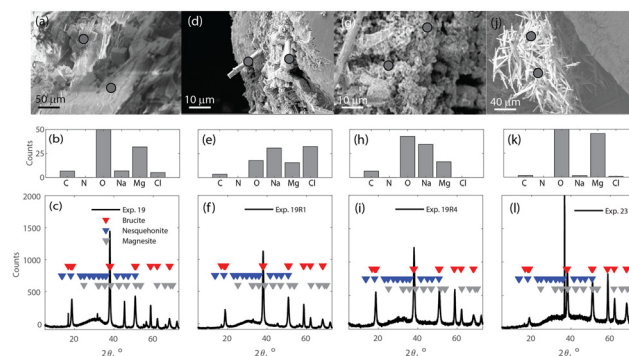 (a)
50 μm
(d)
10 μm
10 μm
(j)
40 μm
50
25
0
Counts
C N O Na Mg Cl
(b)
C N O Na Mg Cl
(e)
C N O Na Mg Cl
(h)
C N O Na Mg Cl
(k)
2000
1500
1000
500
0
Counts
(c)
Exp. 19
Brucite
Nesquehonite
Magnesite
20 40 60
2θ, °
(f)
Exp. 19R1
20 40 60
2θ, °
(i)
Exp. 19R4
20 40 60
2θ, °
(l)
Exp. 23
20 40 60
2θ, °